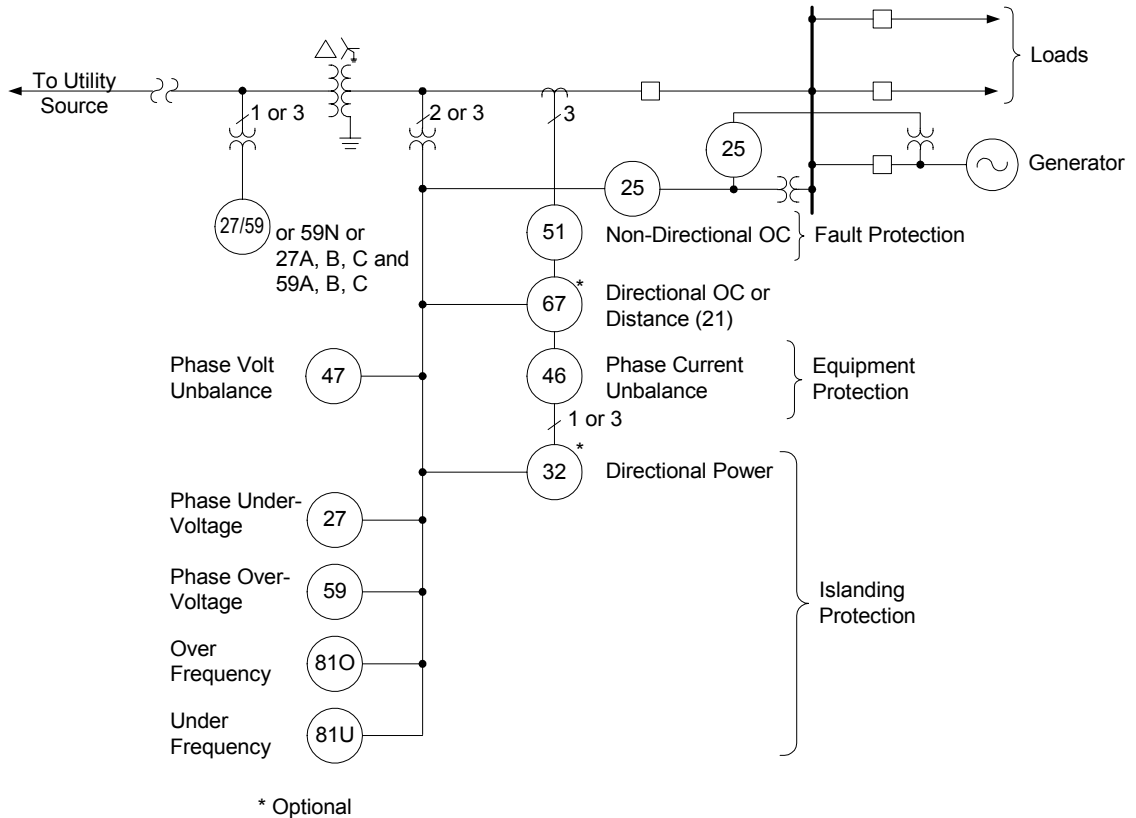 Loads
To Utility
Source
1 or 3
2 or 3
3
25
25
Generator
27/59
or 59N or
27A, B, C and
59A, B, C
51
Non-Directional OC
Fault Protection
*
67
Directional OC or
Distance (21)
Phase Volt
Unbalance
47
46
Phase Current
Unbalance
Equipment
Protection
1 or 3
*
32
Directional Power
Phase Under-
Voltage
27
Phase Over-
Voltage
59
Islanding
Protection
Over
Frequency
81O
Under
Frequency
81U
* Optional